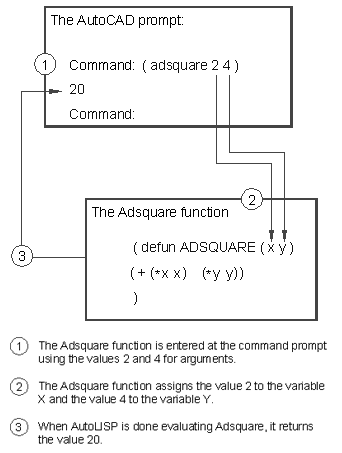 The AutoCAD prompt:
1 Command: ( adsquare 2 4 )
20
Command:
2
The Adsquare function
( defun ADSQUARE ( x y )
3
( + (*x x) (*y y))
)
1 The Adsquare function is entered at the command prompt
using the values 2 and 4 for arguments.
2 The Adsquare function assigns the value 2 to the variable
X and the value 4 to the variable Y.
3 When AutoLISP is done evaluating Adsquare, it returns
the value 20.